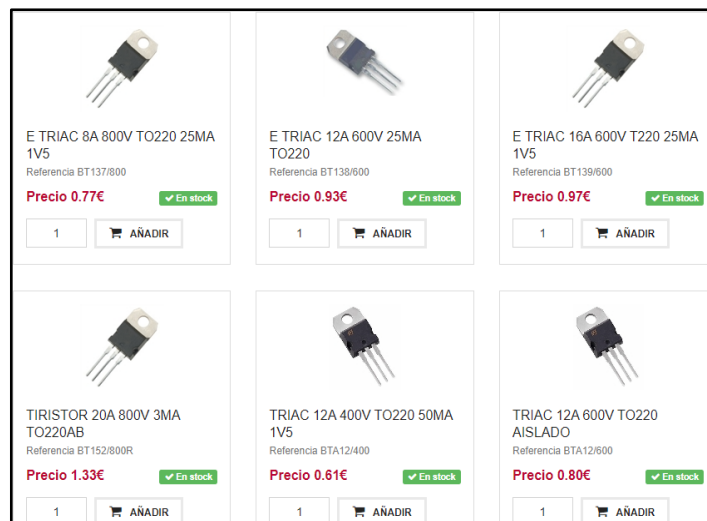 E TRIAC 8A 800V TO220 25MA
1V5
Referencia BT137/800
Precio 0.77€
En stock
1
AÑADIR
E TRIAC 12A 600V 25MA
TO220
Referencia BT138/600
Precio 0.93€
En stock
1
AÑADIR
E TRIAC 16A 600V T220 25MA
1V5
Referencia BT139/600
Precio 0.97€
En stock
1
AÑADIR
TIRISTOR 20A 800V 3MA
TO220AB
Referencia BT152/800R
Precio 1.33€
En stock
1
AÑADIR
TRIAC 12A 400V TO220 50MA
1V5
Referencia BTA12/400
Precio 0.61€
En stock
1
AÑADIR
TRIAC 12A 600V TO220
AISLADO
Referencia BTA12/600
Precio 0.80€
En stock
1
AÑADIR